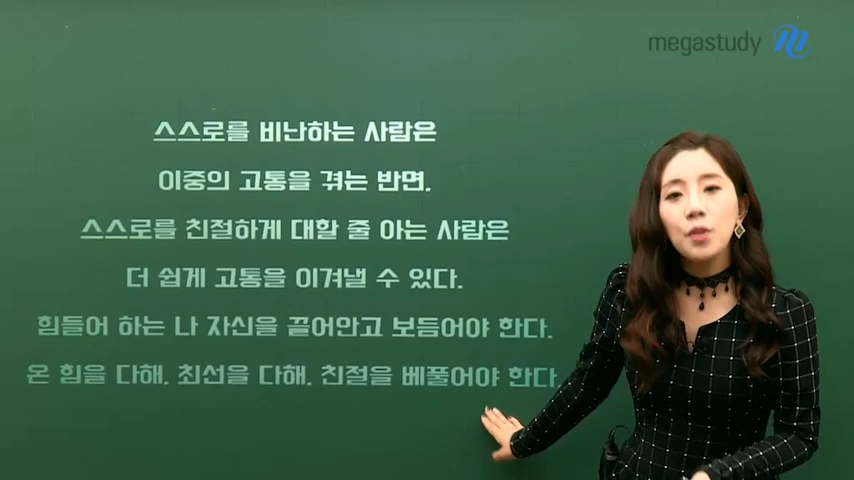 megastudy
스스로를 비난하는 사람은
이중의 고통을 겪는 반면,
스스로를 친절하게 대할 줄 아는 사람은
더 쉽게 고통을 이겨낼 수 있다.
힘들어 하는 나 자신을 끌어안고 보듬어야 한다.
온 힘을 다해, 최선을 다해, 친절을 베풀어야 한다.